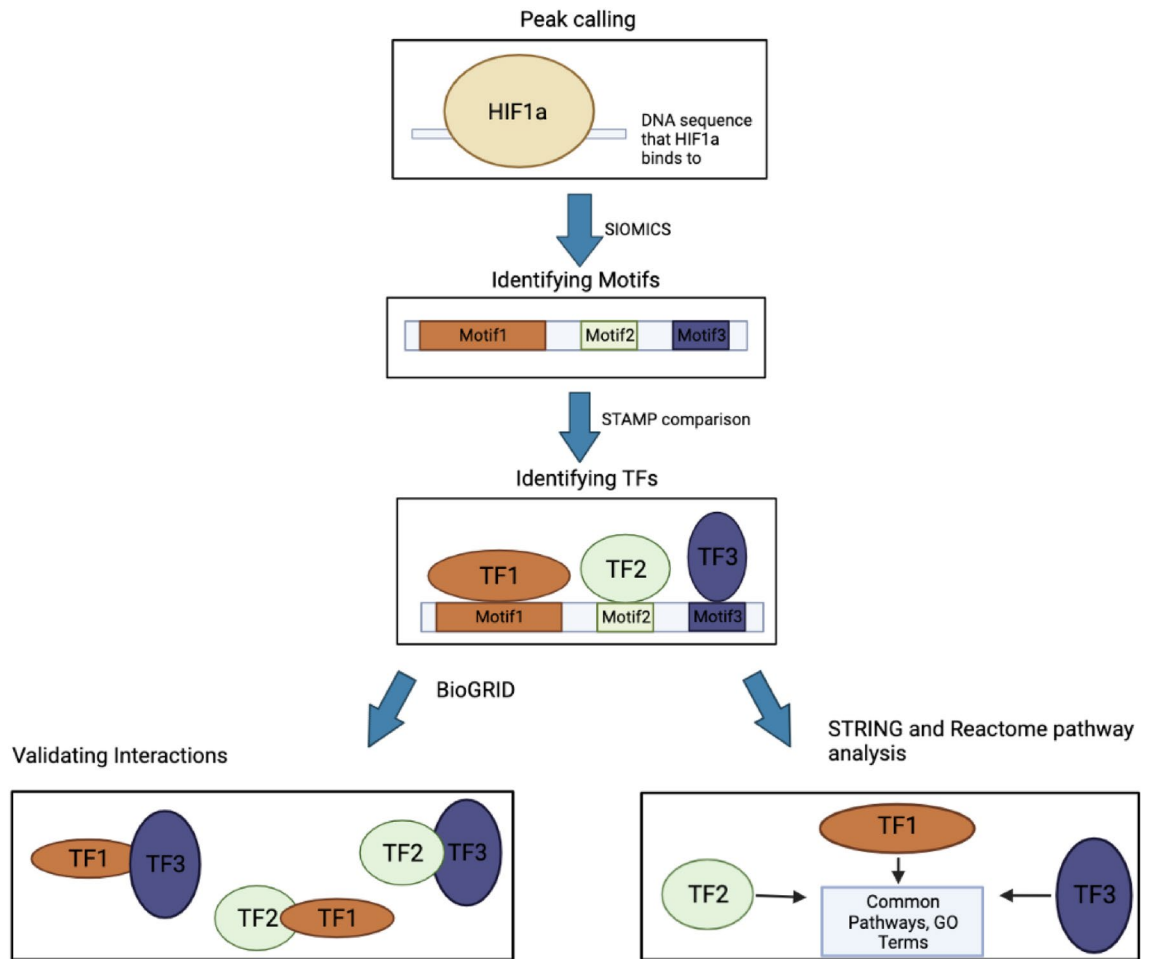 Peak calling
HIF1a
DNA sequence
that HIF1a
binds to
SIOMICS
Identifying Motifs
Motif1
Motif2
Motif3
STAMP comparison
Identifying TFs
TF1
TF2
TF3
Motif1
Motif2
Motif3
BioGRID
STRING and Reactome pathway
analysis
Validating Interactions
TF1
TF3
TF2
TF3
TF2
TF1
TF1
TF2
TF3
Common
Pathways, GO
Terms